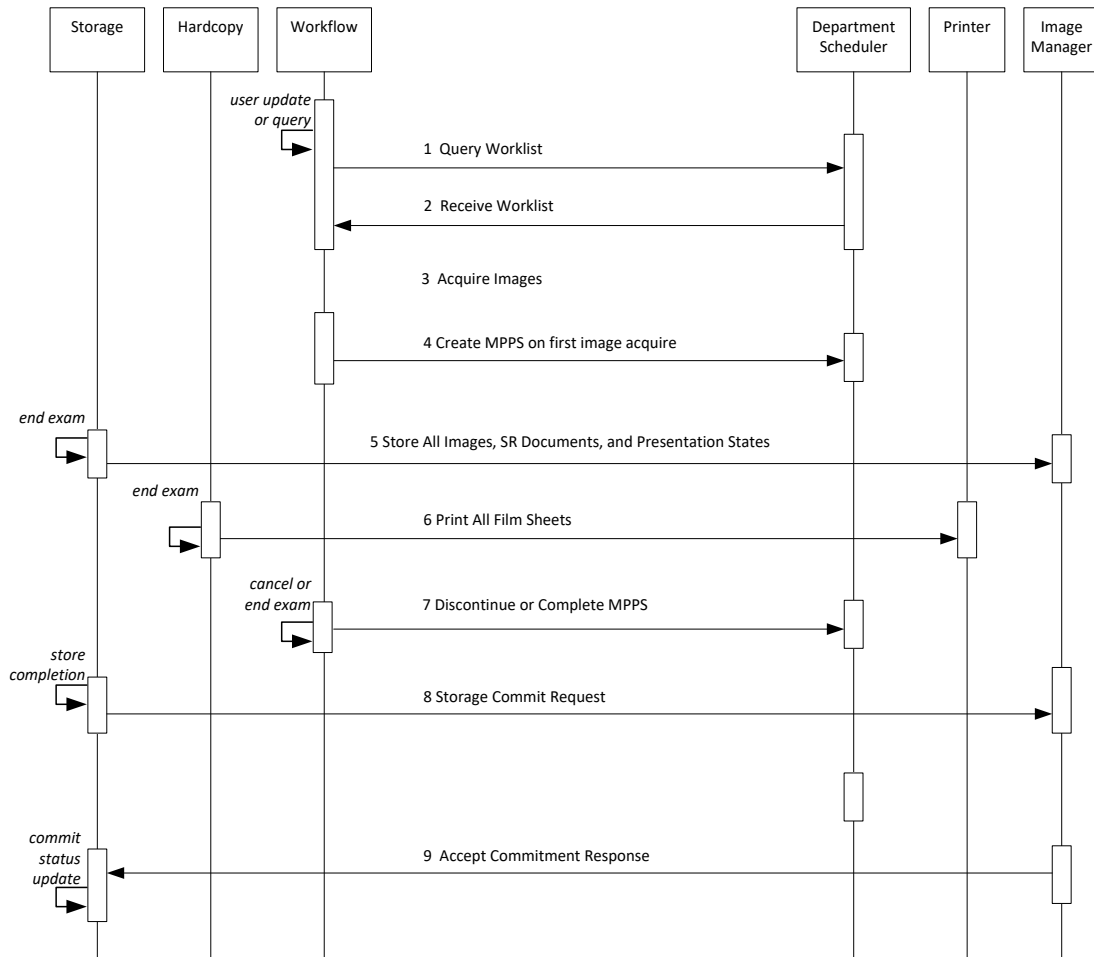 Storage
Hardcopy
Workflow
Department
Scheduler
Printer
Image
Manager
user update
or query
1 Query Worklist
2 Receive Worklist
3 Acquire Images
4 Create MPPS on first image acquire
end exam
5 Store All Images, SR Documents, and Presentation States
end exam
6 Print All Film Sheets
cancel or
end exam
7 Discontinue or Complete MPPS
store
completion
8 Storage Commit Request
commit
status
update
9 Accept Commitment Response